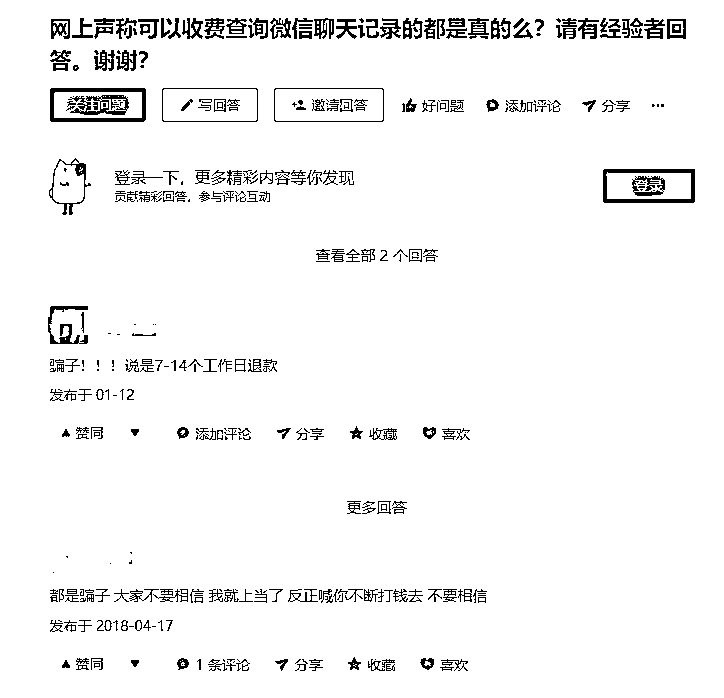 网上声称可以收费查询微信聊天记录的都是真的么？请有经验者回
答。谢谢？
关注问题 写回答 邀请回答 好问题 添加评论 分享 ...
登录一下，更多精彩内容等你发现
贡献精彩回答，参与评论互动
登录
查看全部 2 个回答
骗子！！！说是7-14个工作日退款
发布于 01-12
赞同 添加评论 分享 收藏 喜欢
更多回答
都是骗子 大家不要相信 我就上当了 反正喊你不断打钱去 不要相信
发布于 2018-04-17
赞同 1 条评论 分享 收藏 喜欢